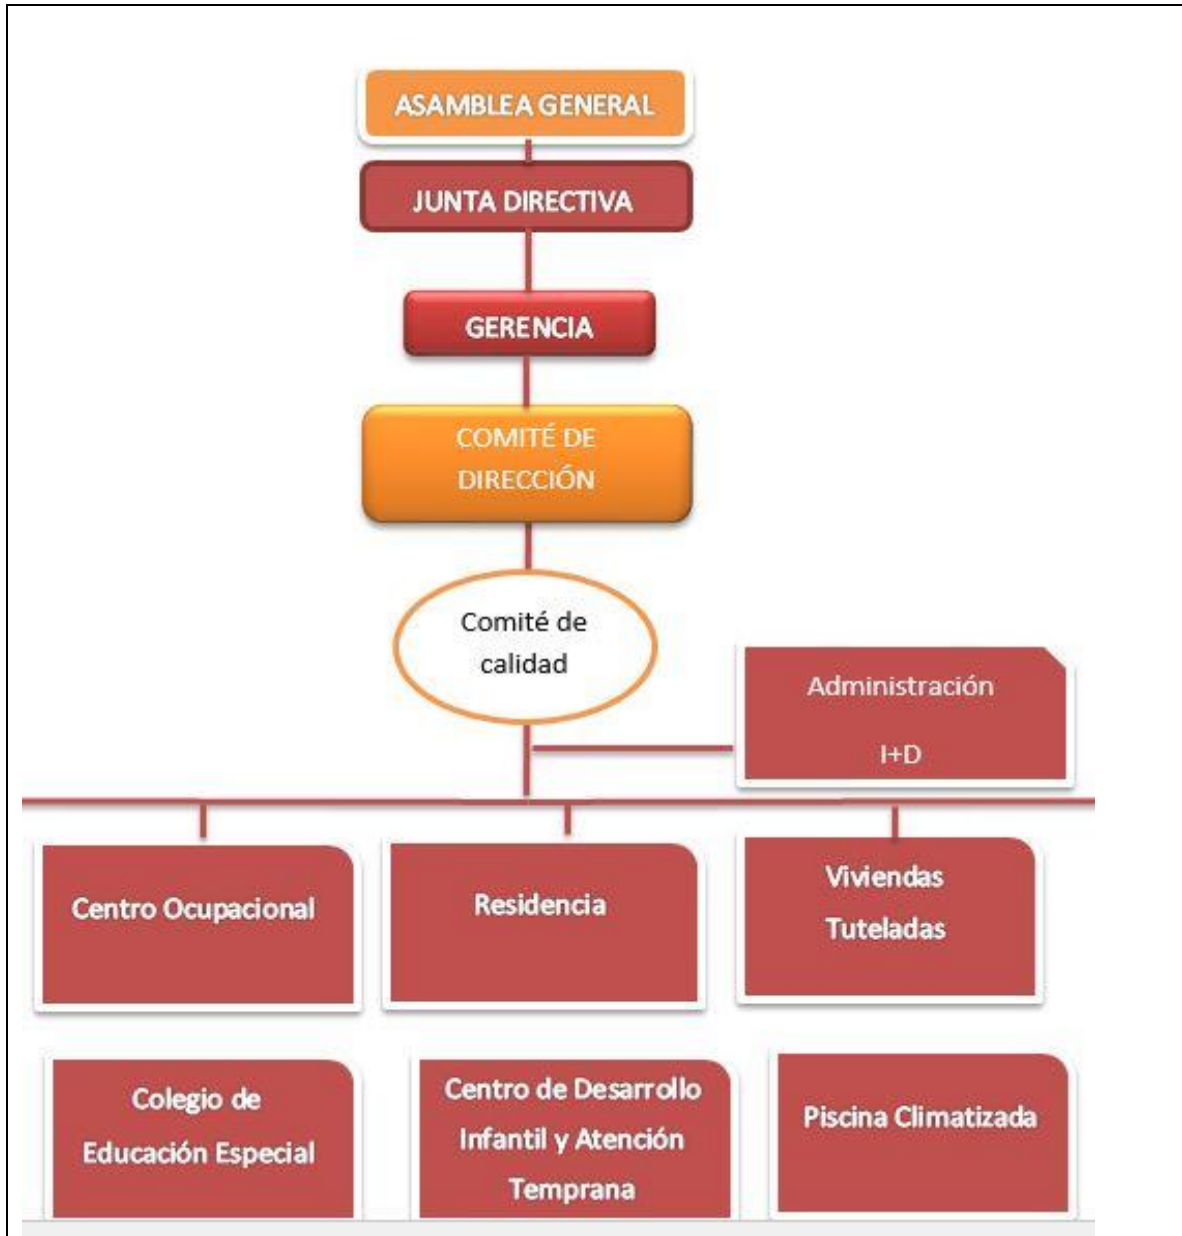 ASAMBLEA GENERAL
JUNTA DIRECTIVA
GERENCIA
COMITÉ DE
DIRECCIÓN
Comité de
calidad
Administración
I+D
Centro Ocupacional
Residencia
Viviendas
Tuteladas
Colegio de
Educación Especial
Centro de Desarrollo
Infantil y Atención
Temprana
Piscina Climatizada